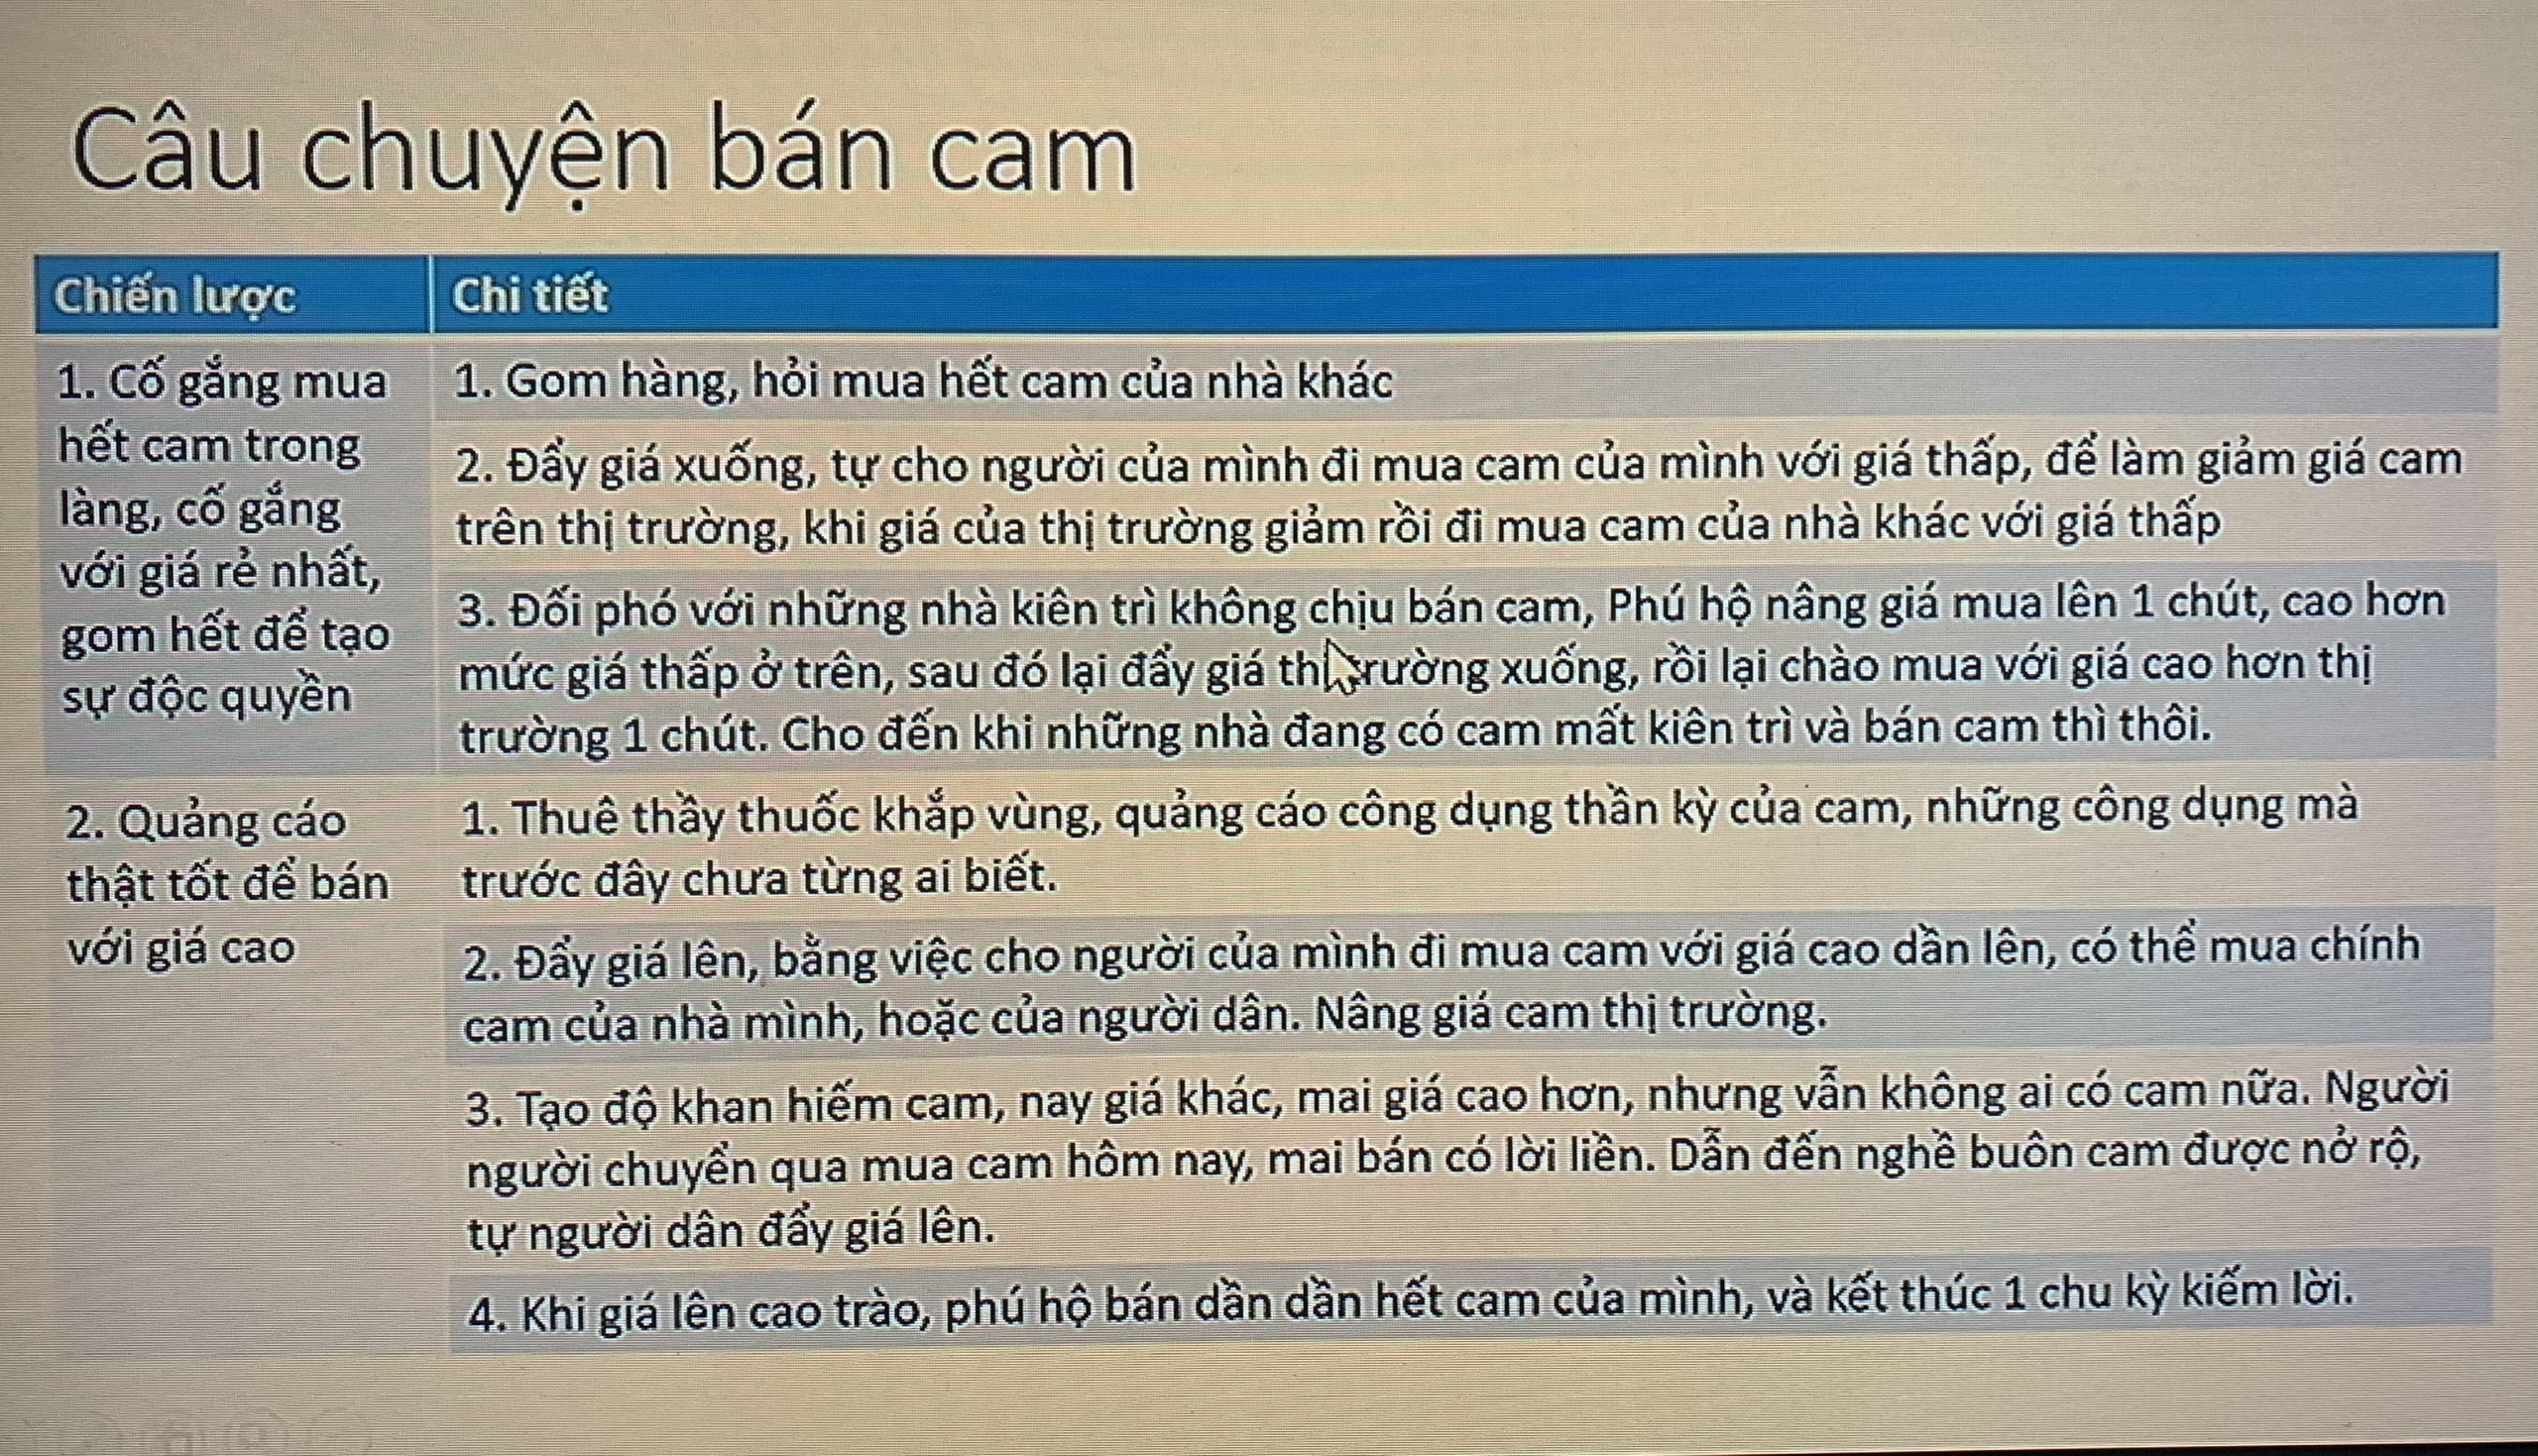 Câu chuyện bán cam
Chiến lược
Chi tiết
1. Cố gắng mua
hết cam trong
làng, cố gắng
với giá rẻ nhất,
gom hết để tạo
sự độc quyền
1. Gom hàng, hỏi mua hết cam của nhà khác
2. Đẩy giá xuống, tự cho người của mình đi mua cam của mình với giá thấp, để làm giảm giá cam
trên thị trường, khi giá của thị trường giảm rồi đi mua cam của nhà khác với giá thấp
3. Đối phó với những nhà kiên trì không chịu bán cam, Phú hộ nâng giá mua lên 1 chút, cao hơn
mức giá thấp ở trên, sau đó lại đẩy giá thị trường xuống, rồi lại chào mua với giá cao hơn thị
trường 1 chút. Cho đến khi những nhà đang có cam mất kiên trì và bán cam thì thôi.
2. Quảng cáo
thật tốt để bán
với giá cao
1. Thuê thầy thuốc khắp vùng, quảng cáo công dụng thần kỳ của cam, những công dụng mà
trước đây chưa từng ai biết.
2. Đẩy giá lên, bằng việc cho người của mình đi mua cam với giá cao dần lên, có thể mua chính
cam của nhà mình, hoặc của người dân. Nâng giá cam thị trường.
3. Tạo độ khan hiếm cam, nay giá khác, mai giá cao hơn, nhưng vẫn không ai có cam nữa. Người
người chuyển qua mua cam hôm nay, mai bán có lời liền. Dẫn đến nghề buôn cam được nở rộ,
tự người dân đẩy giá lên.
4. Khi giá lên cao trào, phú hộ bán dần dần hết cam của mình, và kết thúc 1 chu kỳ kiếm lời.